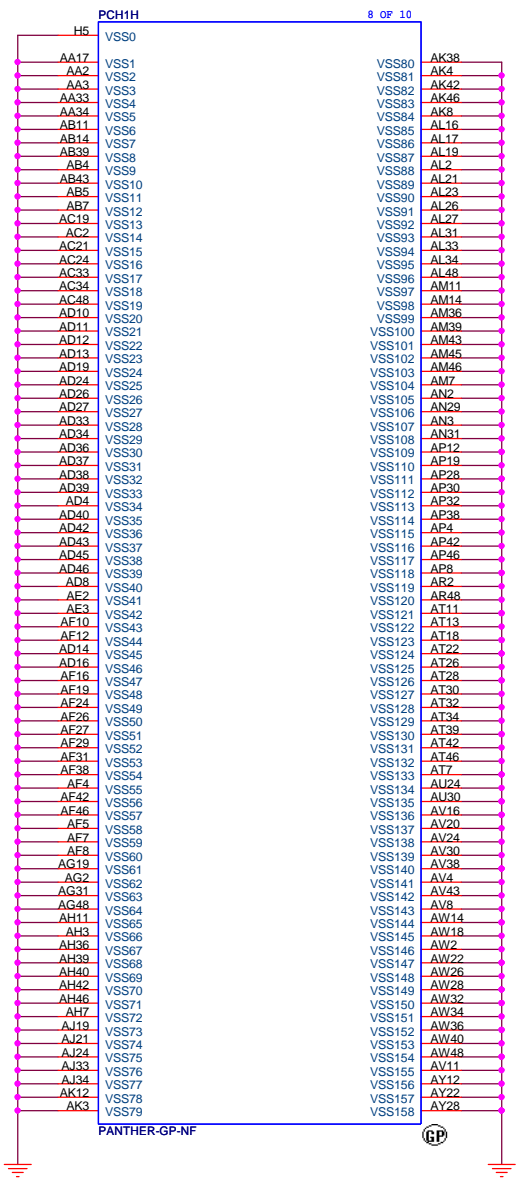 PCH1H 8 OF 10
H5 VSS0
AA17 VSS1 VSS80 AK38
AA2 VSS2 VSS81 AK4
AA3 VSS3 VSS82 AK42
AA33 VSS4 VSS83 AK46
AA34 VSS5 VSS84 AK8
AB11 VSS6 VSS85 AL16
AB14 VSS7 VSS86 AL17
AB39 VSS8 VSS87 AL19
AB4 VSS9 VSS88 AL2
AB43 VSS10 VSS89 AL21
AB5 VSS11 VSS90 AL23
AB7 VSS12 VSS91 AL26
AC19 VSS13 VSS92 AL27
AC2 VSS14 VSS93 AL31
AC21 VSS15 VSS94 AL33
AC24 VSS16 VSS95 AL34
AC33 VSS17 VSS96 AL48
AC34 VSS18 VSS97 AM11
AC48 VSS19 VSS98 AM14
AD10 VSS20 VSS99 AM36
AD11 VSS21 VSS100 AM39
AD12 VSS22 VSS101 AM43
AD13 VSS23 VSS102 AM45
AD19 VSS24 VSS103 AM46
AD24 VSS25 VSS104 AM7
AD26 VSS26 VSS105 AN2
AD27 VSS27 VSS106 AN29
AD33 VSS28 VSS107 AN3
AD34 VSS29 VSS108 AN31
AD36 VSS30 VSS109 AP12
AD37 VSS31 VSS110 AP19
AD38 VSS32 VSS111 AP28
AD39 VSS33 VSS112 AP30
AD4 VSS34 VSS113 AP32
AD40 VSS35 VSS114 AP38
AD42 VSS36 VSS115 AP4
AD43 VSS37 VSS116 AP42
AD45 VSS38 VSS117 AP46
AD46 VSS39 VSS118 AP8
AD8 VSS40 VSS119 AR2
AE2 VSS41 VSS120 AR48
AE3 VSS42 VSS121 AT11
AF10 VSS43 VSS122 AT13
AF12 VSS44 VSS123 AT18
AD14 VSS45 VSS124 AT22
AD16 VSS46 VSS125 AT26
AF16 VSS47 VSS126 AT28
AF19 VSS48 VSS127 AT30
AF24 VSS49 VSS128 AT32
AF26 VSS50 VSS129 AT34
AF27 VSS51 VSS130 AT39
AF29 VSS52 VSS131 AT42
AF31 VSS53 VSS132 AT46
AF38 VSS54 VSS133 AT7
AF4 VSS55 VSS134 AU24
AF42 VSS56 VSS135 AU30
AF46 VSS57 VSS136 AV16
AF5 VSS58 VSS137 AV20
AF7 VSS59 VSS138 AV24
AF8 VSS60 VSS139 AV30
AG19 VSS61 VSS140 AV38
AG2 VSS62 VSS141 AV4
AG31 VSS63 VSS142 AV43
AG48 VSS64 VSS143 AV8
AH11 VSS65 VSS144 AW14
AH3 VSS66 VSS145 AW18
AH36 VSS67 VSS146 AW2
AH39 VSS68 VSS147 AW22
AH40 VSS69 VSS148 AW26
AH42 VSS70 VSS149 AW28
AH46 VSS71 VSS150 AW32
AH7 VSS72 VSS151 AW34
AJ19 VSS73 VSS152 AW36
AJ21 VSS74 VSS153 AW40
AJ24 VSS75 VSS154 AW48
AJ33 VSS76 VSS155 AV11
AJ34 VSS77 VSS156 AY12
AK12 VSS78 VSS157 AY22
AK3 VSS79 VSS158 AY28
PANTHER-GP-NF GP